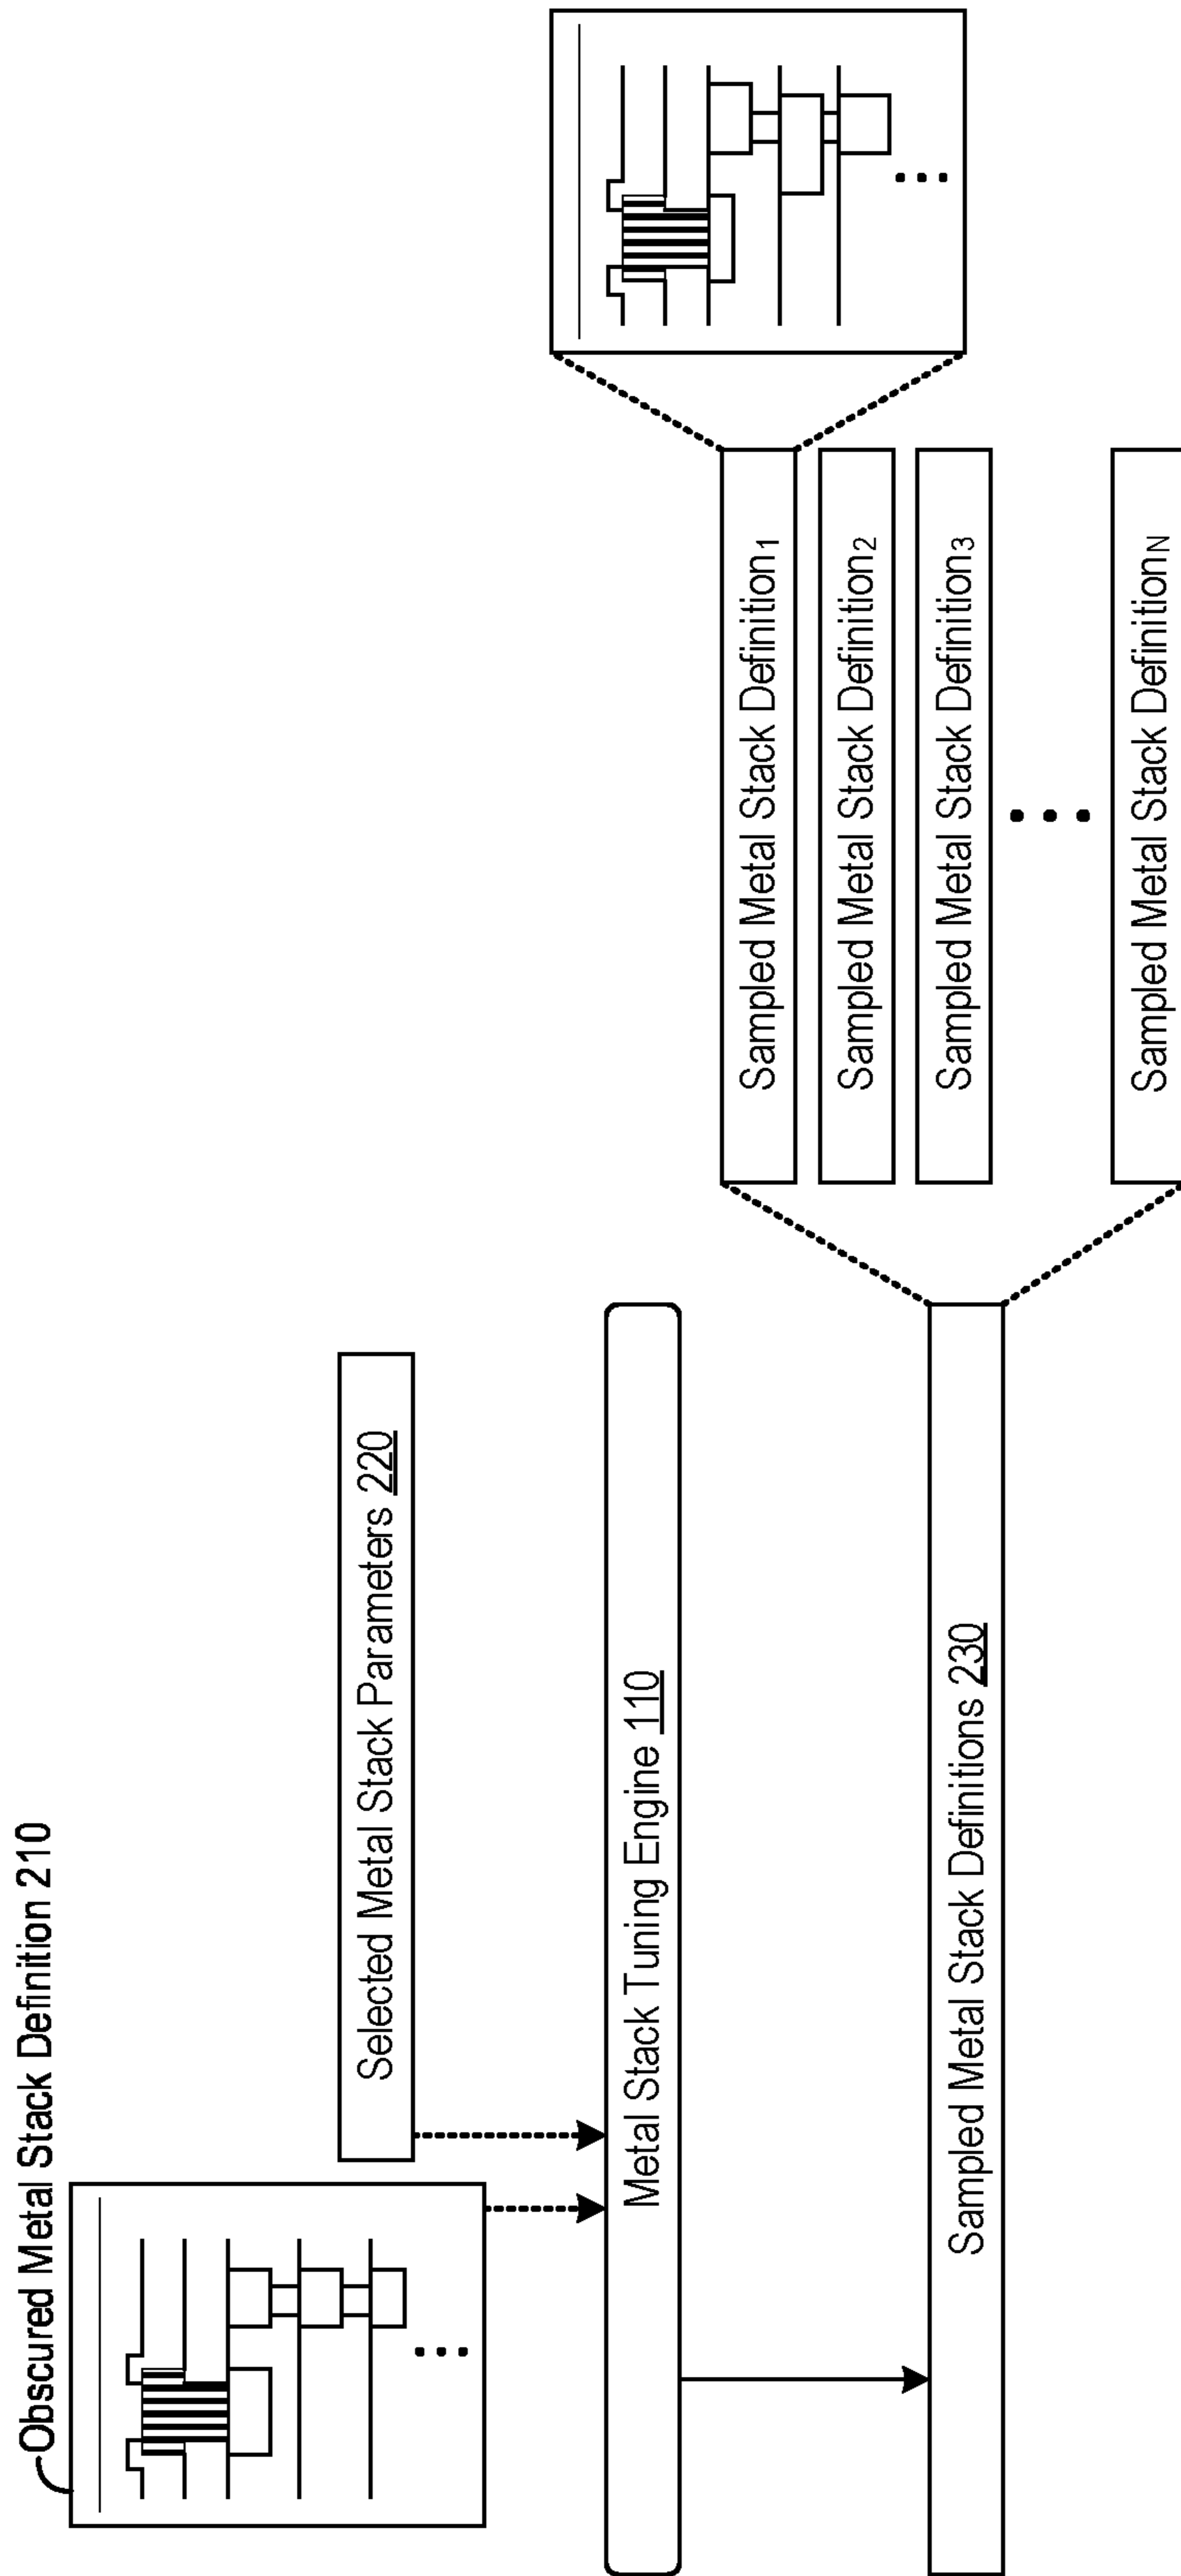 Obscured Metal Stack Definition 210
Selected Metal Stack Parameters 220
Metal Stack Tuning Engine 110
Sampled Metal Stack Definitions 230
Sampled Metal Stack Definition1
Sampled Metal Stack Definition2
Sampled Metal Stack Definition3
Sampled Metal Stack DefinitionN